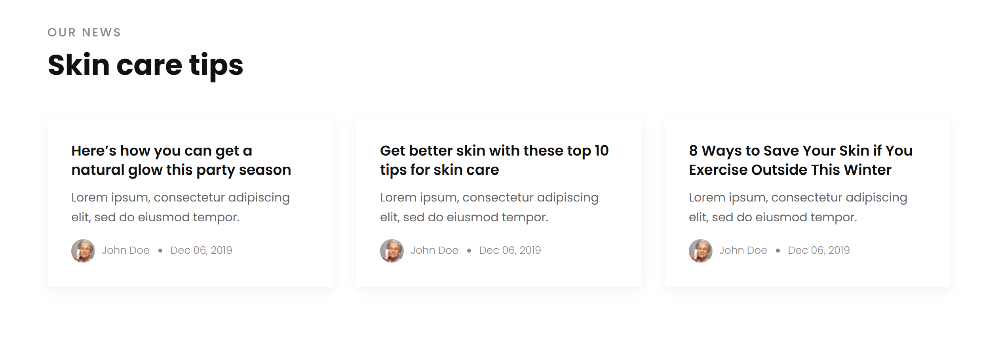 OUR NEWS
Skin care tips
Here’s how you can get a
natural glow this party season
Lorem ipsum, consectetur adipiscing
elit, sed do eiusmod tempor.
John Doe • Dec 06, 2019
Get better skin with these top 10
tips for skin care
Lorem ipsum, consectetur adipiscing
elit, sed do eiusmod tempor.
John Doe • Dec 06, 2019
8 Ways to Save Your Skin if You
Exercise Outside This Winter
Lorem ipsum, consectetur adipiscing
elit, sed do eiusmod tempor.
John Doe • Dec 06, 2019